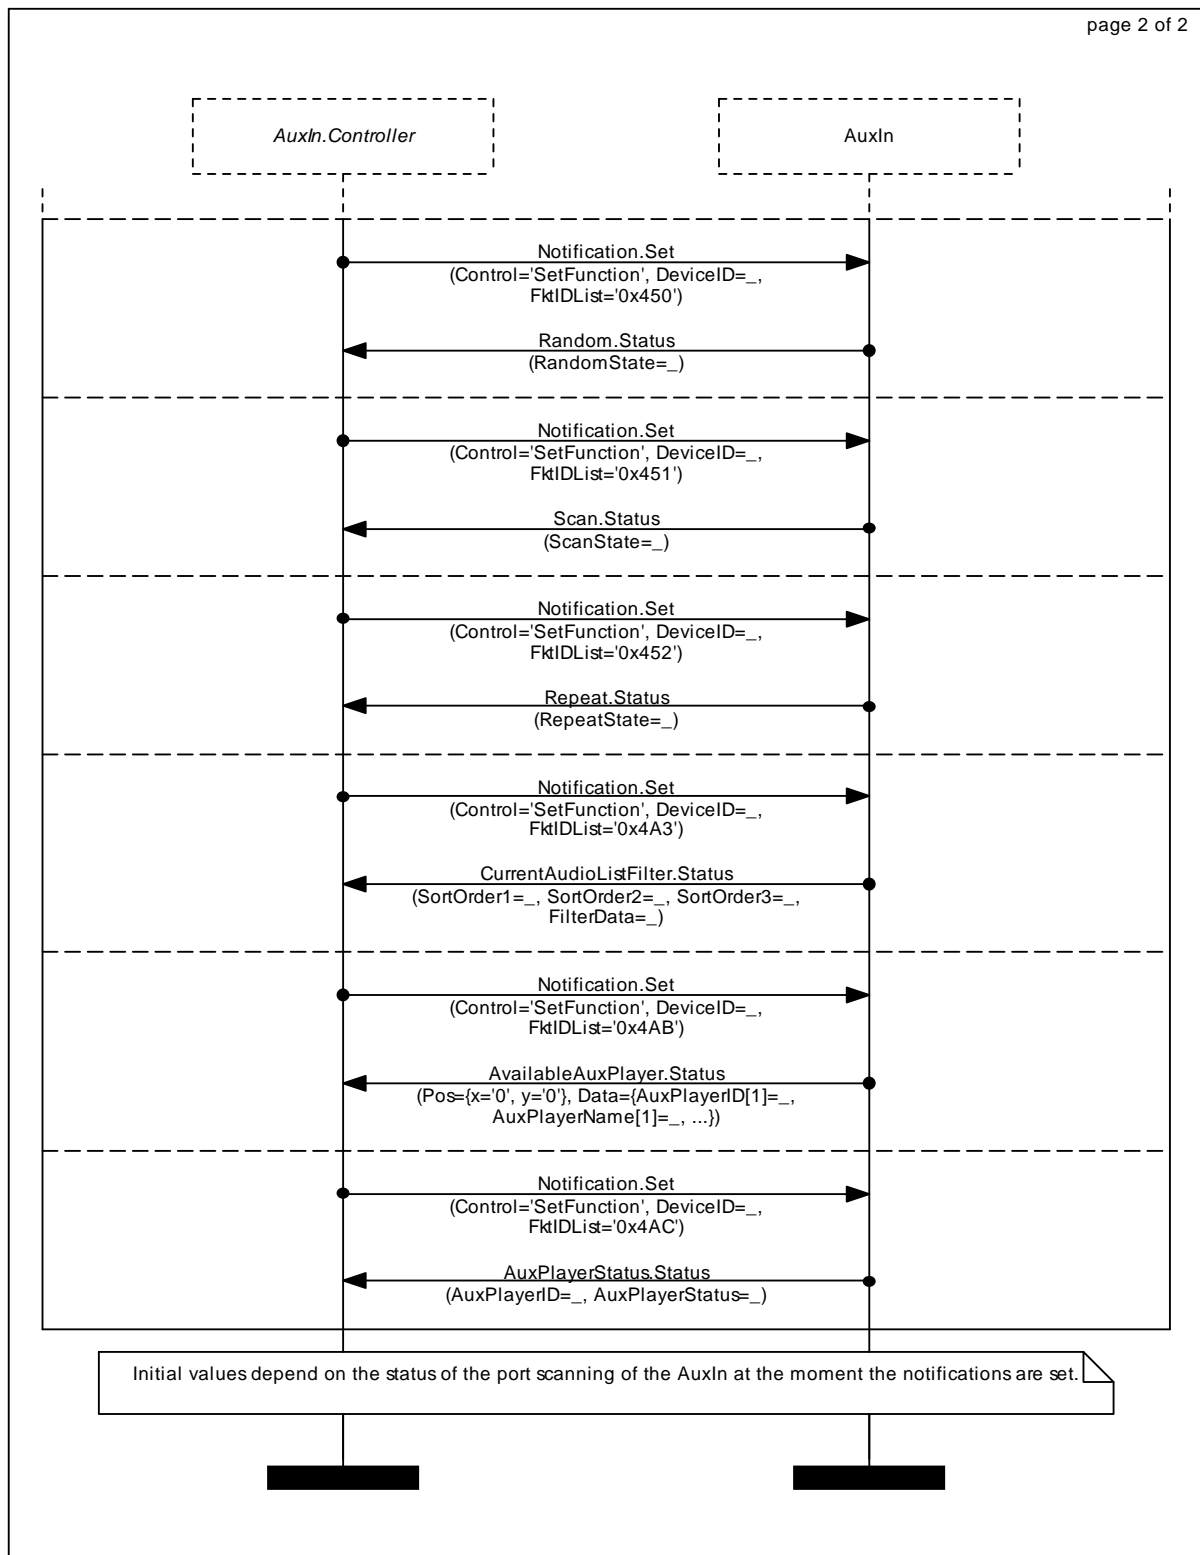 page 2 of 2
AuxIn.Controller
AuxIn
Notification.Set
(Control='SetFunction', DeviceID=_,
FktIDList='0x450')
Random.Status
(RandomState=_)
Notification.Set
(Control='SetFunction', DeviceID=_,
FktIDList='0x451')
Scan.Status
(ScanState=_)
Notification.Set
(Control='SetFunction', DeviceID=_,
FktIDList='0x452')
Repeat.Status
(RepeatState=_)
Notification.Set
(Control='SetFunction', DeviceID=_,
FktIDList='0x4A3')
CurrentAudioListFilter.Status
(SortOrder1=_, SortOrder2=_, SortOrder3=_,
FilterData=_)
Notification.Set
(Control='SetFunction', DeviceID=_,
FktIDList='0x4AB')
AvailableAuxPlayer.Status
(Pos={x='0', y='0'}, Data={AuxPlayerID[1]=_,
AuxPlayerName[1]=_, ...})
Notification.Set
(Control='SetFunction', DeviceID=_,
FktIDList='0x4AC')
AuxPlayerStatus.Status
(AuxPlayerID=_, AuxPlayerStatus=_)
Initial values depend on the status of the port scanning of the AuxIn at the moment the notifications are set.